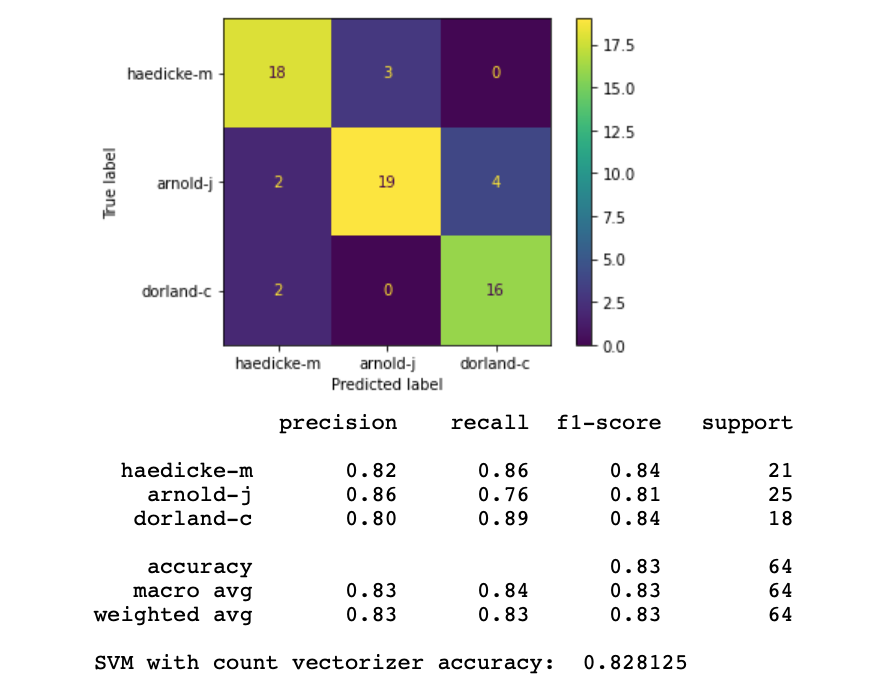 17.5
haedicke-m 18 3 0
15.0
12.5
True label
arnold-j 2 19 4
10.0
7.5
5.0
dorland-c 2 0 16
2.5
0.0
haedicke-m arnold-j dorland-c
Predicted label
precision recall f1-score support
haedicke-m 0.82 0.86 0.84 21
arnold-j 0.86 0.76 0.81 25
dorland-c 0.80 0.89 0.84 18
accuracy 0.83 64
macro avg 0.83 0.84 0.83 64
weighted avg 0.83 0.83 0.83 64
SVM with count vectorizer accuracy: 0.828125